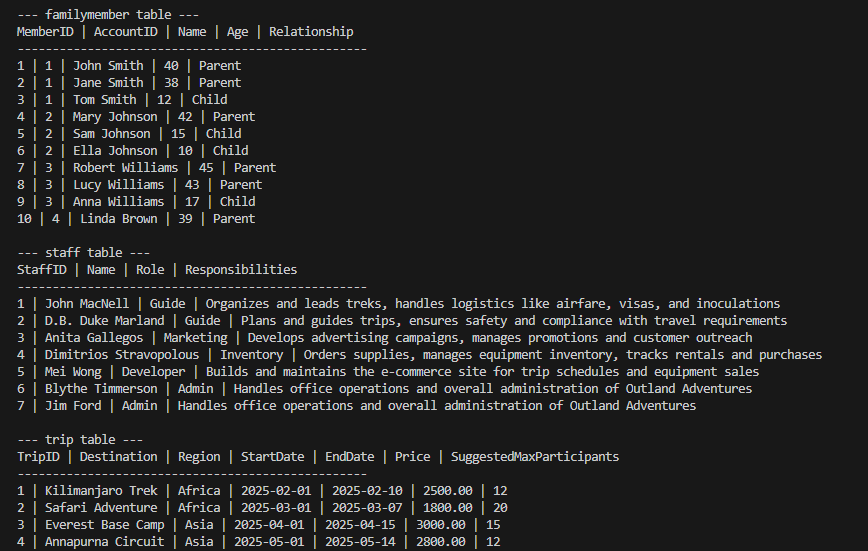 --- familymember table ---
MemberID | AccountID | Name | Age | Relationship
--------------------------------------------------
1 | 1 | John Smith | 40 | Parent
2 | 1 | Jane Smith | 38 | Parent
3 | 1 | Tom Smith | 12 | Child
4 | 2 | Mary Johnson | 42 | Parent
5 | 2 | Sam Johnson | 15 | Child
6 | 2 | Ella Johnson | 10 | Child
7 | 3 | Robert Williams | 45 | Parent
8 | 3 | Lucy Williams | 43 | Parent
9 | 3 | Anna Williams | 17 | Child
10 | 4 | Linda Brown | 39 | Parent
--- staff table ---
StaffID | Name | Role | Responsibilities
--------------------------------------------------
1 | John MacNell | Guide | Organizes and leads treks, handles logistics like airfare, visas, and inoculations
2 | D.B. Duke Marland | Guide | Plans and guides trips, ensures safety and compliance with travel requirements
3 | Anita Gallegos | Marketing | Develops advertising campaigns, manages promotions and customer outreach
4 | Dimitrios Stravopolous | Inventory | Orders supplies, manages equipment inventory, tracks rentals and purchases
5 | Mei Wong | Developer | Builds and maintains the e-commerce site for trip schedules and equipment sales
6 | Blythe Timmerson | Admin | Handles office operations and overall administration of Outland Adventures
7 | Jim Ford | Admin | Handles office operations and overall administration of Outland Adventures
--- trip table ---
TripID | Destination | Region | StartDate | EndDate | Price | SuggestedMaxParticipants
--------------------------------------------------
1 | Kilimanjaro Trek | Africa | 2025-02-01 | 2025-02-10 | 2500.00 | 12
2 | Safari Adventure | Africa | 2025-03-01 | 2025-03-07 | 1800.00 | 20
3 | Everest Base Camp | Asia | 2025-04-01 | 2025-04-15 | 3000.00 | 15
4 | Annapurna Circuit | Asia | 2025-05-01 | 2025-05-14 | 2800.00 | 12